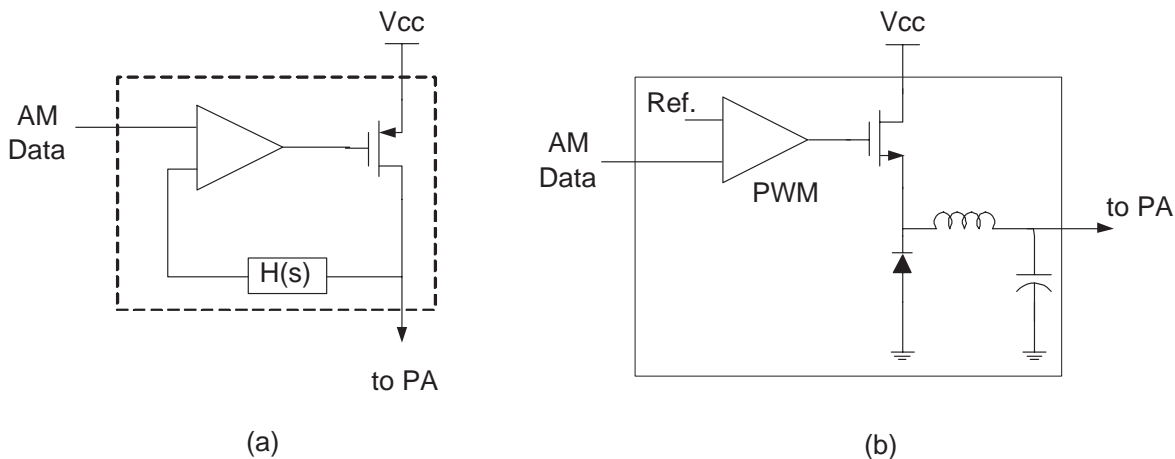 Vcc
AM
Data
H(s)
to PA
(a)
Vcc
Ref.
AM
Data
PWM
to PA
(b)